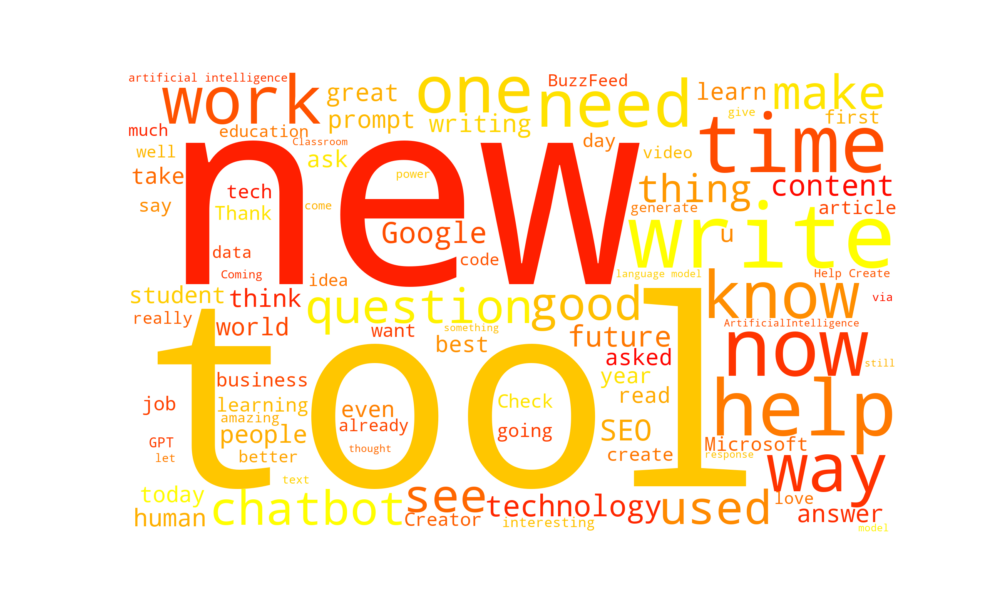 artificial intelligence
work
great
one
need
BuzzFeed
learn
make
prompt
writing
give
first
much
education
Classroom
new
time
well
ask
day
video
take
power
thing
content
tech
say
Thank
come
generate
article
Google
write
u
data
code
Coming
idea
language model
Help Create
student
think
question
good
know
via
really
world
want
something
future
ArtificialIntelligence
now
tool
best
asked
still
business
year
help
job
learning
even
Check
read
amazing
already
people
going
SEO
GPT
thought
Microsoft
let
better
create
response
way
text
today
chatbot
see
technology
used
love
human
Creator
interesting
answer
model